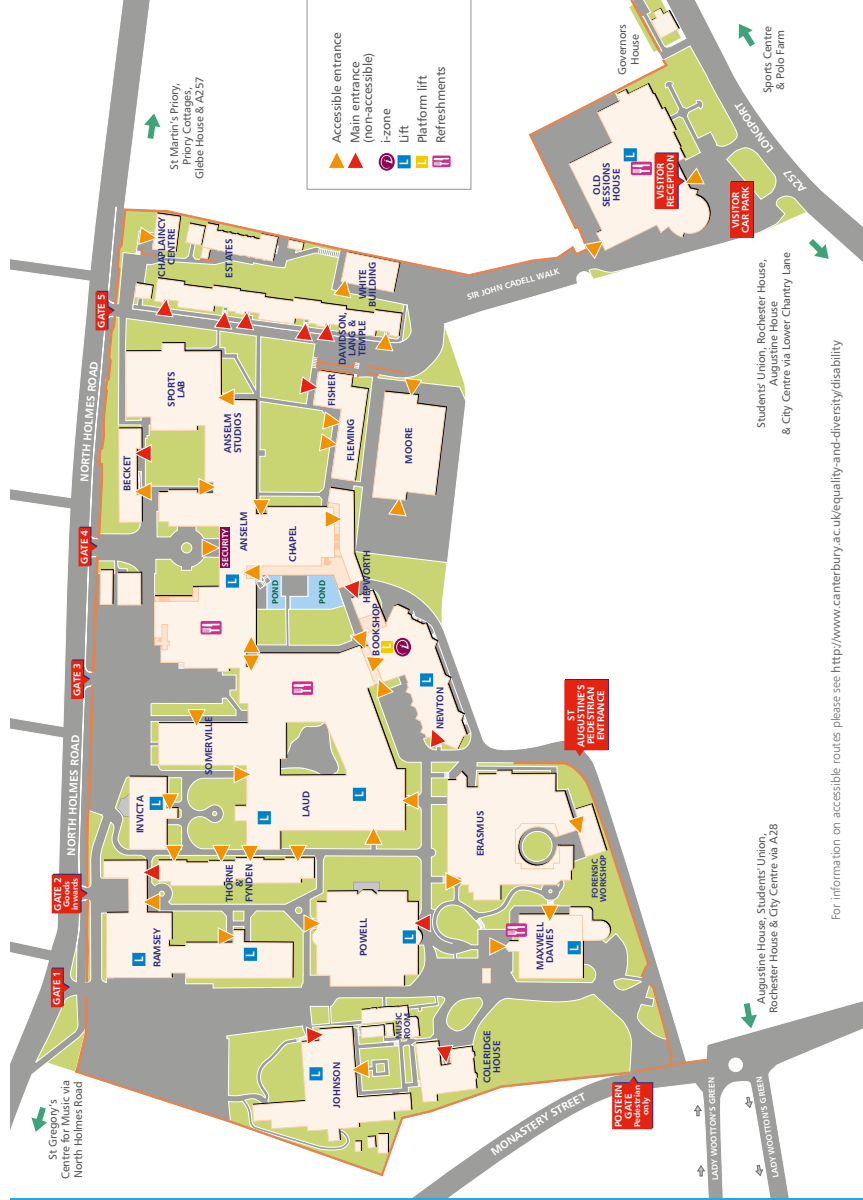 St Gregory's
Centre for Music via
North Holmes Road
GATE 1
GATE 2
Goods
inwards
NORTH HOLMES ROAD
GATE 3
NORTH HOLMES ROAD
GATE 4
NORTH HOLMES ROAD
GATE 5
St Martin's Priory,
Priory Cottages,
Glebe House & A257
Accessible entrance
Main entrance
(non-accessible)
i
i-zone
L
Lift
L
Platform lift
Refreshments
Governors
House
Sports Centre
& Polo Farm
RAMSEY
L
L
INVICTA
L
THORNE
&
FYNDEN
SOMERVILLE
LAUD
L
L
BECKET
SPORTS
LAB
ANSELM
STUDIOS
SECURITY
L
ANSELM
CHAPEL
POND
POND
CHAPLAINCY
CENTRE
ESTATES
WHITE
BUILDING
DAVIDSON,
LANG &
TEMPLE
FISHER
FLEMING
MOORE
HEPWORTH
BOOKSHOP
L
i
NEWTON
L
JOHNSON
L
MUSIC
ROOM
COLERIDGE
HOUSE
POWELL
L
MAXWELL
DAVIES
L
ERASMUS
FORENSIC
WORKSHOP
ST
AUGUSTINE'S
PEDESTRIAN
ENTRANCE
SIR JOHN CADELL WALK
OLD
SESSIONS
HOUSE
L
VISITOR
RECEPTION
VISITOR
CAR PARK
LONGPORT
A257
MONASTERY STREET
POSTERN
GATE
Pedestrian
only
LADY WOOTTON'S GREEN
LADY WOOTTON'S GREEN
Augustine House, Students' Union,
Rochester House & City Centre via A28
Students' Union, Rochester House,
Augustine House
& City Centre via Lower Chantry Lane
For information on accessible routes please see http://www.canterbury.ac.uk/equality-and-diversity/disability